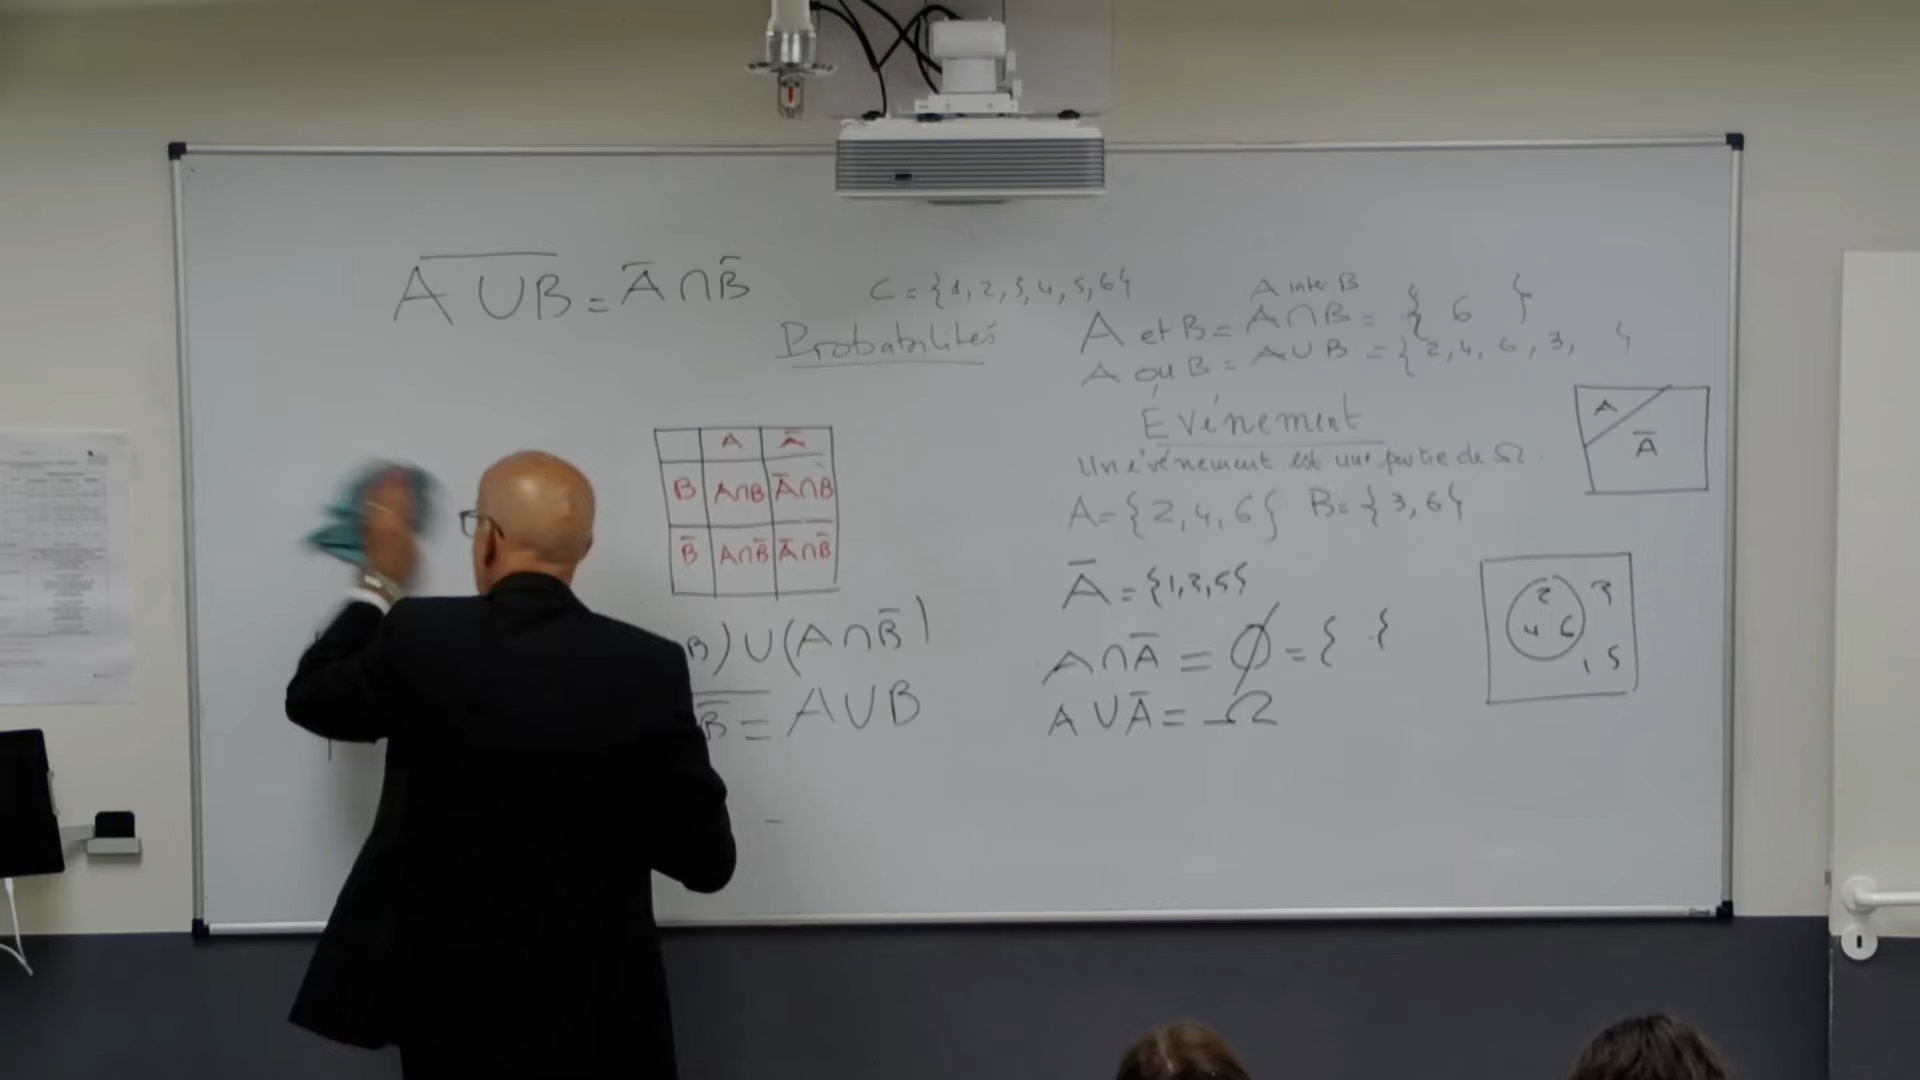 A̅ ̅∪̅ ̅B̅ = A̅ ∩ B̅
C = {1, 2, 3, 4, 5, 6}
Probabilités
A inter B
A et B = A ∩ B = { 6 }
A ou B = A ∪ B = {2, 4, 6, 3, }
Evénement
Un événement est une partie de Ω.
A = {2, 4, 6} B = {3, 6}
A̅ = {1,3,5}
A ∩ A̅ = ∅ = { }
A ∪ A̅ = Ω
A A̅
B A∩B A̅∩B
B̅ A∩B̅ A̅∩B̅
B) ∪ (A ∩ B̅)
B̅ = A ∪ B
A
A̅
2 3
4 6
1 5